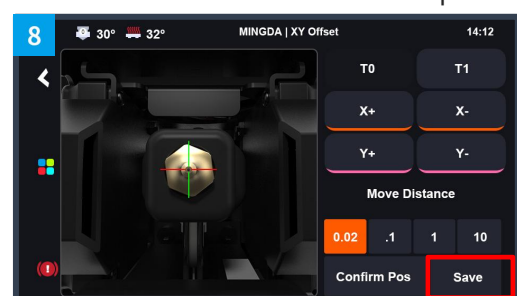 8
30° 32° MINGDA | XY Offset 14:12
T0 T1
X+ X-
Y+ Y-
Move Distance
0.02 .1 1 10
Confirm Pos Save